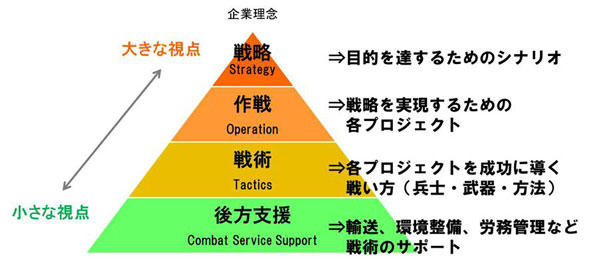 企業理念
大きな視点
戦略
Strategy
⇒目的を達するためのシナリオ
作戦
Operation
⇒戦略を実現するための
各プロジェクト
戦術
Tactics
⇒各プロジェクトを成功に導く
戦い方（兵士・武器・方法）
小さな視点
後方支援
Combat Service Support
⇒輸送、環境整備、労務管理など
戦術のサポート